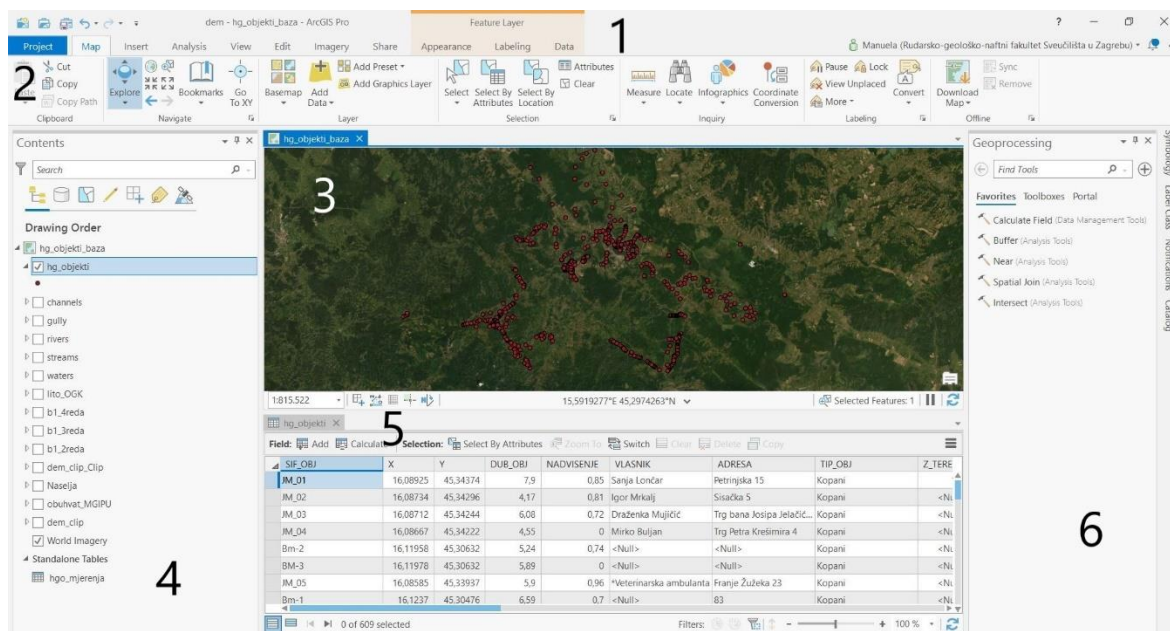 dem - hg_objekti_baza - ArcGIS Pro
Feature Layer
1
?
Project Map Insert Analysis View Edit Imagery Share Appearance Labeling Data
Manuela (Rudarsko-geološko-naftni fakultet Sveučilišta u Zagrebu)
2
Cut
Copy
Copy Path
Clipboard
Explore
Bookmarks
Go To XY
Navigate
Basemap
Add Data
Add Preset
Add Graphics Layer
Layer
Select
Select By Attributes
Select By Location
Attributes
Clear
Selection
Measure
Locate
Infographics
Coordinate Conversion
Inquiry
Pause
Lock
View Unplaced
More
Convert
Labeling
Download Map
Sync
Remove
Offline
Contents
Search
Drawing Order
hg_objekti_baza
hg_objekti
channels
gully
rivers
streams
waters
lito_OGK
b1_4reda
b1_3reda
b1_2reda
dem_clip_Clip
Naselja
obuhvat_MGIPU
dem_clip
World Imagery
Standalone Tables
hgo_mjerenja
4
hg_objekti_baza
3
1:815.522
15,5919277°E 45,2974263°N
Selected Features: 1
hg_objekti
5
Field: Add Calculate Selection: Select By Attributes Zoom To Switch Clear Delete Copy
SIF_OBJ X Y DUB_OBJ NADVISENJE VLASNIK ADRESA TIP_OBJ Z_TERE
JM_01 16,08925 45,34374 7,9 0,85 Sanja Lončar Petrinjska 15 Kopani
JM_02 16,08734 45,34296 4,17 0,81 Igor Mrkalj Sisačka 5 Kopani <Nu
JM_03 16,08712 45,34244 6,08 0,72 Draženka Mujičić Trg bana Josipa Jelačić... Kopani <Nu
JM_04 16,08667 45,34222 4,55 0 Mirko Buljan Trg Petra Krešimira 4 Kopani <Nu
Bm-2 16,11958 45,30632 5,24 0,74 <Null> <Null> Kopani <Nu
BM-3 16,11978 45,30632 5,89 0 <Null> <Null> Kopani <Nu
JM_05 16,08585 45,33937 5,9 0,96 *Veterinarska ambulanta Franje Žužeka 23 Kopani <Nu
Bm-1 16,1237 45,30476 6,59 0,7 <Null> 83 Kopani <Nu
0 of 609 selected
Filters:
100 %
Geoprocessing
Find Tools
Favorites Toolboxes Portal
Calculate Field (Data Management Tools)
Buffer (Analysis Tools)
Near (Analysis Tools)
Spatial Join (Analysis Tools)
Intersect (Analysis Tools)
6
Symbology
Label Class
Notifications
Catalog